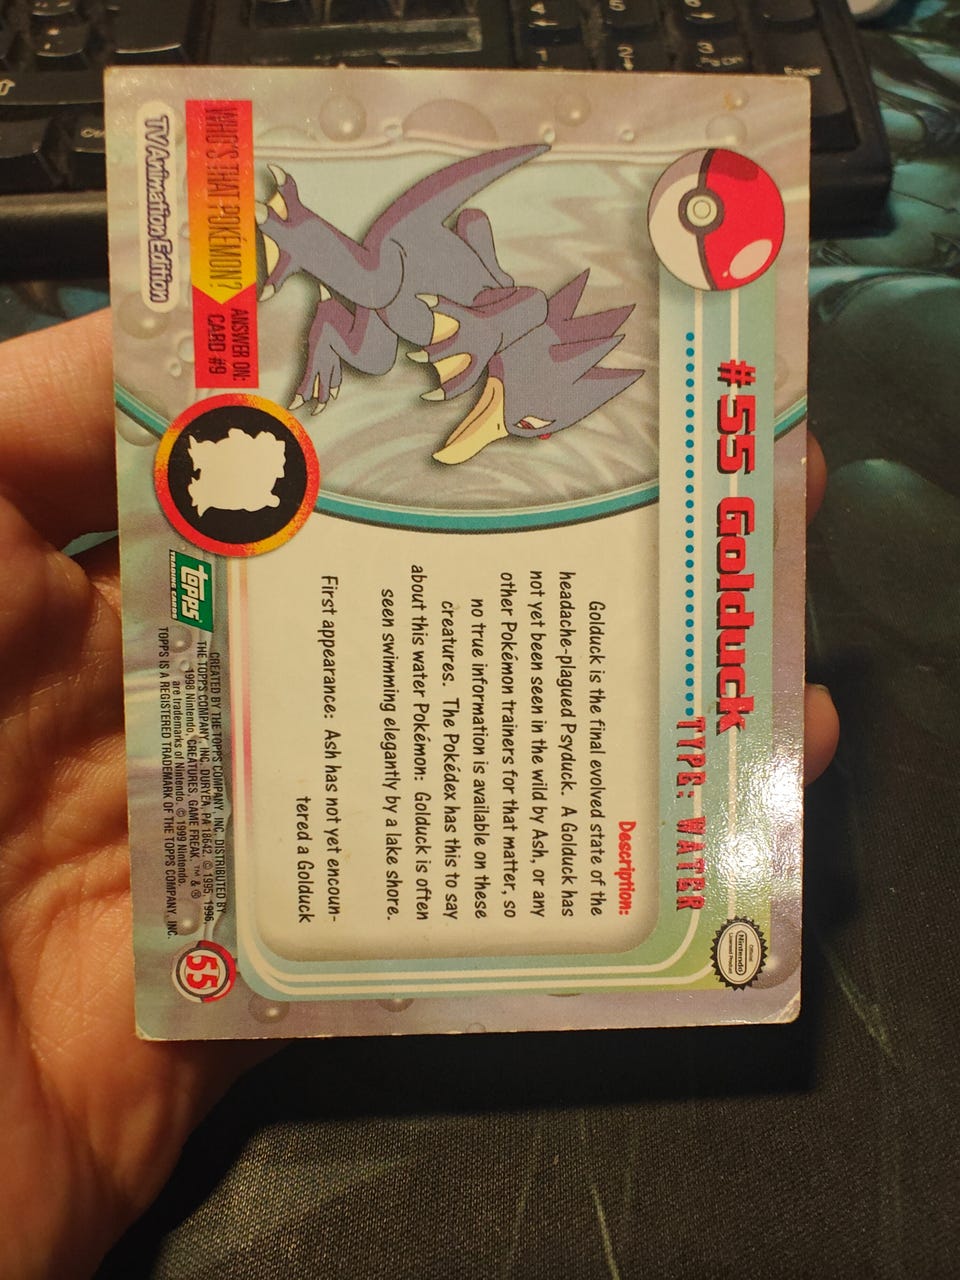 #55 Goldduck
TYPE: WATER
Official
Nintendo
Licensed Product
Description:
Golduck is the final evolved state of the
headache-plagued Psyduck. A Golduck has
not yet been seen in the wild by Ash, or any
other Pokémon trainers for that matter, so
no true information is available on these
creatures. The Pokédex has this to say
about this water Pokémon: Golduck is often
seen swimming elegantly by a lake shore.
First appearance: Ash has not yet encoun-
tered a Golduck
WHO'S THAT POKÉMON?
ANSWER ON:
CARD #9
TV Animation Edition
topps
TRADING CARDS
CREATED BY THE TOPPS COMPANY, INC. DISTRIBUTED BY
THE TOPPS COMPANY, INC. DURYEA, PA 18642. © 1995, 1996,
1998 Nintendo, CREATURES, GAME FREAK. ™ & ®
are trademarks of Nintendo. © 1999 Nintendo.
TOPPS IS A REGISTERED TRADEMARK OF THE TOPPS COMPANY, INC.
55
Enter